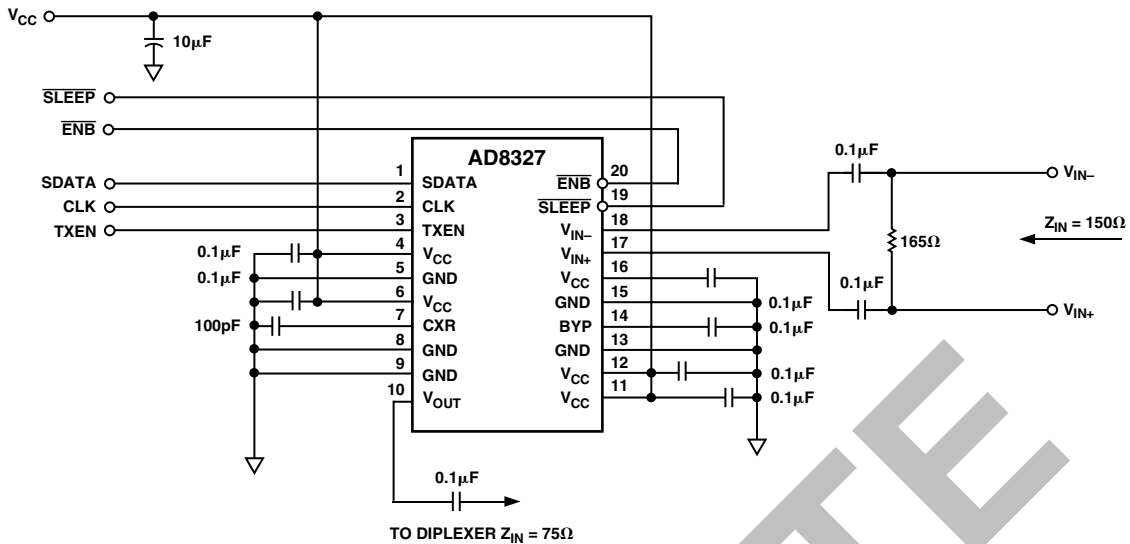 VCC
10µF
SLEEP
ENB
SDATA
CLK
TXEN
0.1µF
0.1µF
100pF
AD8327
1 SDATA
2 CLK
3 TXEN
4 VCC
5 GND
6 VCC
7 CXR
8 GND
9 GND
10 VOUT
ENB 20
SLEEP 19
VIN– 18
VIN+ 17
VCC 16
GND 15
BYP 14
GND 13
VCC 12
VCC 11
0.1µF
0.1µF
0.1µF
0.1µF
0.1µF
VIN–
165Ω
ZIN = 150Ω
0.1µF
VIN+
0.1µF
TO DIPLEXER ZIN = 75Ω
TE